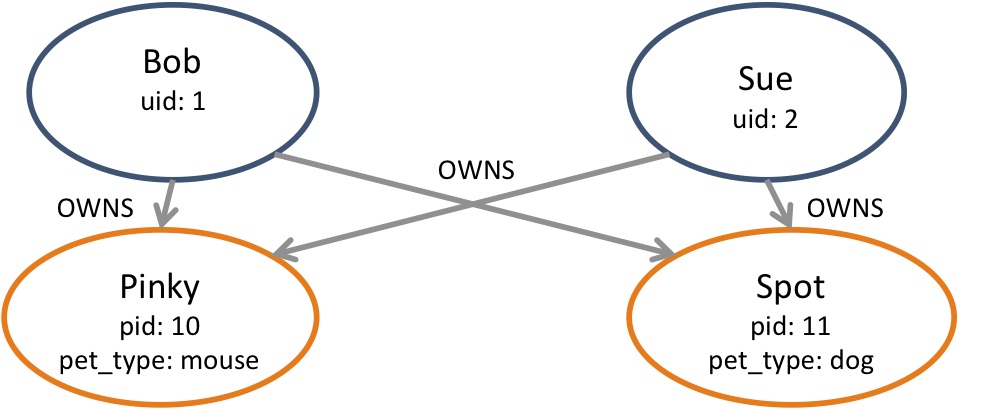 Bob
uid: 1
Sue
uid: 2
OWNS
OWNS
OWNS
Pinky
pid: 10
pet_type: mouse
Spot
pid: 11
pet_type: dog